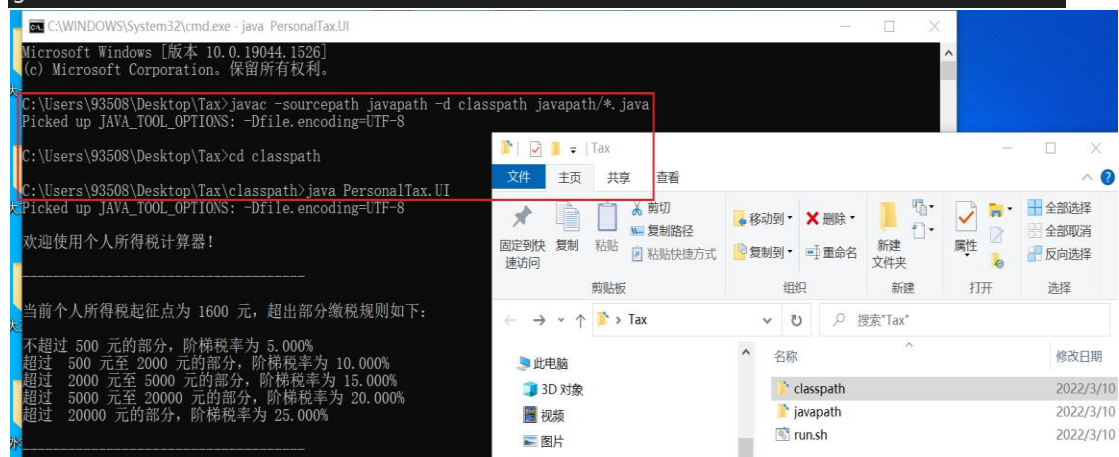 C:\WINDOWS\System32\cmd.exe - java PersonalTax.UI
Microsoft Windows [版本 10.0.19044.1526]
(c) Microsoft Corporation。保留所有权利。
C:\Users\93508\Desktop\Tax>javac -sourcepath javapath -d classpath javapath/*.java
Picked up JAVA_TOOL_OPTIONS: -Dfile.encoding=UTF-8
C:\Users\93508\Desktop\Tax>cd classpath
C:\Users\93508\Desktop\Tax\classpath>java PersonalTax.UI
Picked up JAVA_TOOL_OPTIONS: -Dfile.encoding=UTF-8
欢迎使用个人所得税计算器！
当前个人所得税起征点为 1600 元，超出部分缴税规则如下：
不超过 500 元的部分，阶梯税率为 5.000%
超过 500 元至 2000 元的部分，阶梯税率为 10.000%
超过 2000 元至 5000 元的部分，阶梯税率为 15.000%
超过 5000 元至 20000 元的部分，阶梯税率为 20.000%
超过 20000 元的部分，阶梯税率为 25.000%
Tax
文件 主页 共享 查看
固定到快速访问
复制
粘贴
剪切
复制路径
粘贴快捷方式
移动到
删除
复制到
重命名
新建文件夹
属性
全部选择
全部取消
反向选择
剪贴板 组织 新建 打开 选择
Tax
搜索"Tax"
此电脑
3D 对象
视频
图片
名称 修改日期
classpath 2022/3/10
javapath 2022/3/10
run.sh 2022/3/10